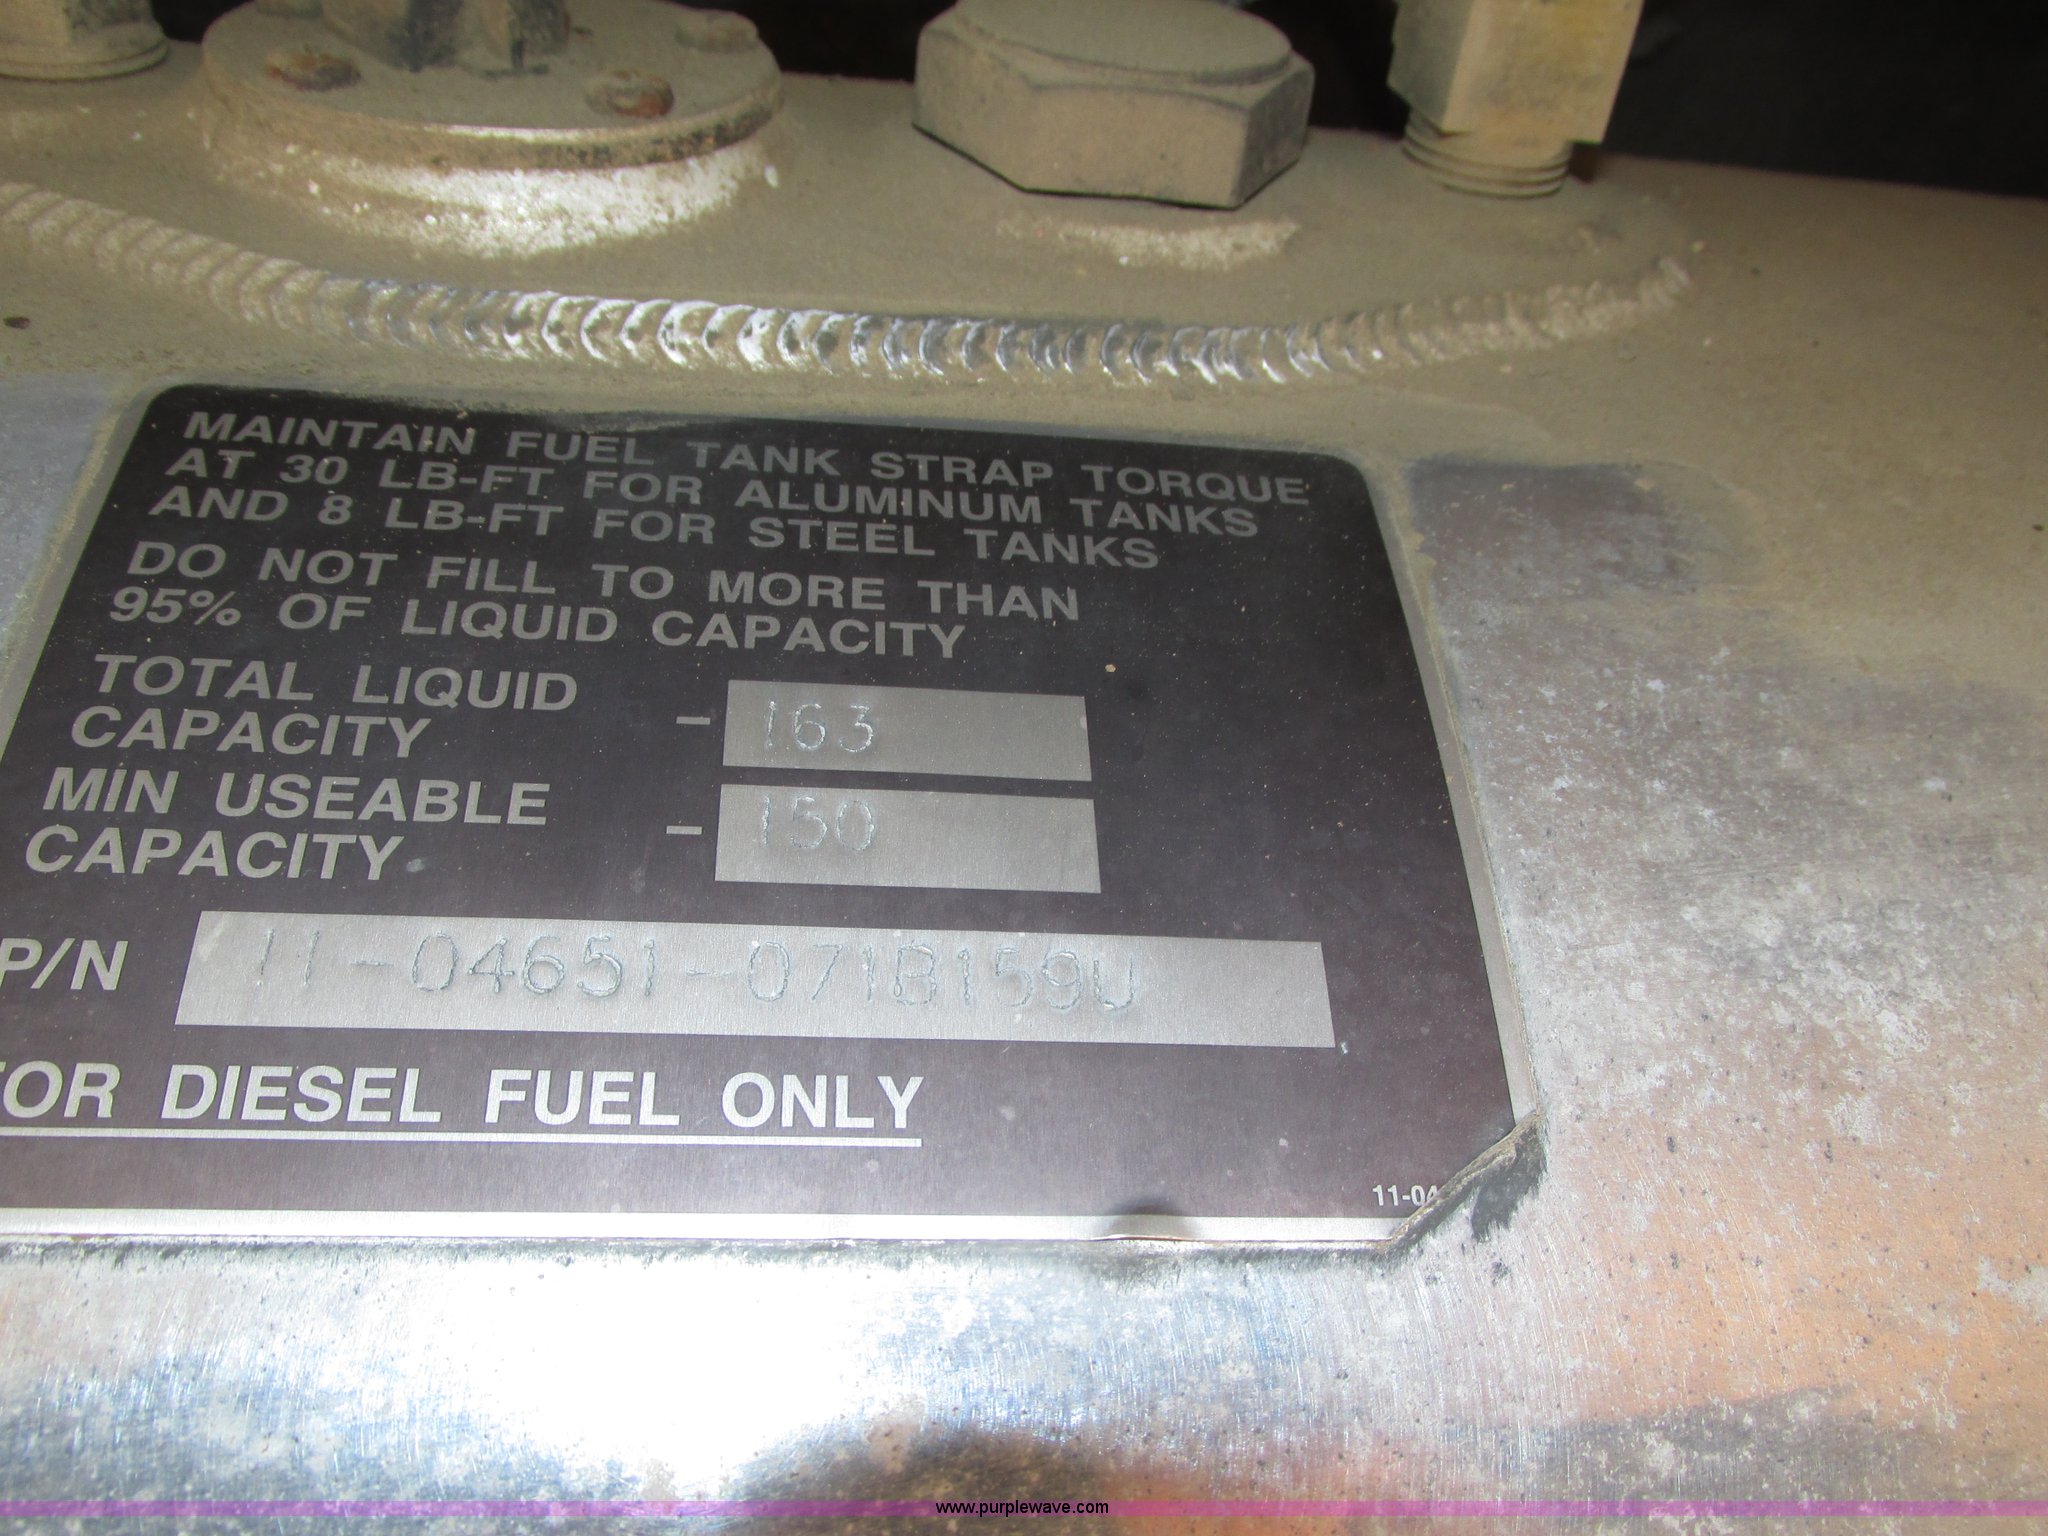 MAINTAIN FUEL TANK STRAP TORQUE
AT 30 LB-FT FOR ALUMINUM TANKS
AND 8 LB-FT FOR STEEL TANKS
DO NOT FILL TO MORE THAN
95% OF LIQUID CAPACITY
TOTAL LIQUID
CAPACITY - 163
MIN USEABLE
CAPACITY - 150
P/N 11-04651-071B159U
FOR DIESEL FUEL ONLY
11-04
www.purplewave.com